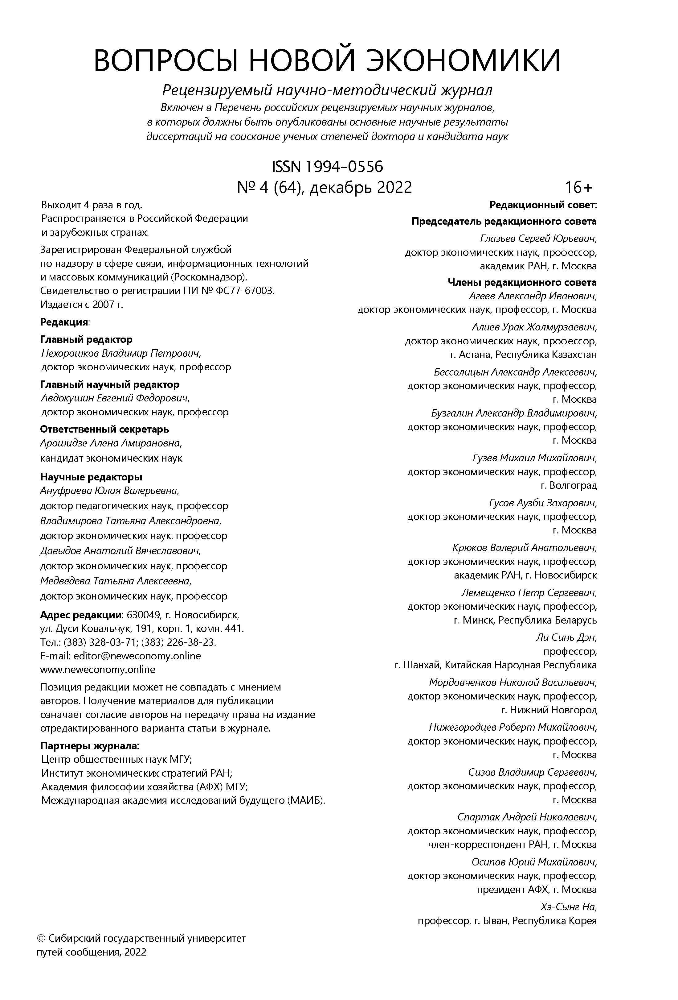 ВОПРОСЫ НОВОЙ ЭКОНОМИКИ
Рецензируемый научно-методический журнал
Включен в Перечень российских рецензируемых научных журналов,
в которых должны быть опубликованы основные научные результаты
диссертаций на соискание ученых степеней доктора и кандидата наук
ISSN 1994–0556
№ 4 (64), декабрь 2022
16+
Выходит 4 раза в год.
Распространяется в Российской Федерации
и зарубежных странах.
Зарегистрирован Федеральной службой
по надзору в сфере связи, информационных технологий
и массовых коммуникаций (Роскомнадзор).
Свидетельство о регистрации ПИ № ФС77-67003.
Издается с 2007 г.
Редакция:
Главный редактор
Нехорошков Владимир Петрович,
доктор экономических наук, профессор
Главный научный редактор
Авдокушин Евгений Федорович,
доктор экономических наук, профессор
Ответственный секретарь
Арошидзе Алена Амирановна,
кандидат экономических наук
Научные редакторы
Ануфриева Юлия Валерьевна,
доктор педагогических наук, профессор
Владимирова Татьяна Александровна,
доктор экономических наук, профессор
Давыдов Анатолий Вячеславович,
доктор экономических наук, профессор
Медведева Татьяна Алексеевна,
доктор экономических наук, профессор
Адрес редакции: 630049, г. Новосибирск,
ул. Дуси Ковальчук, 191, корп. 1, комн. 441.
Тел.: (383) 328-03-71; (383) 226-38-23.
E-mail: editor@neweconomy.online
www.neweconomy.online
Позиция редакции может не совпадать с мнением
авторов. Получение материалов для публикации
означает согласие авторов на передачу права на издание
отредактированного варианта статьи в журнале.
Партнеры журнала:
Центр общественных наук МГУ;
Институт экономических стратегий РАН;
Академия философии хозяйства (АФХ) МГУ;
Международная академия исследований будущего (МАИБ).
Редакционный совет:
Председатель редакционного совета
Глазьев Сергей Юрьевич,
доктор экономических наук, профессор,
академик РАН, г. Москва
Члены редакционного совета
Агеев Александр Иванович,
доктор экономических наук, профессор, г. Москва
Алиев Урак Жолмурзаевич,
доктор экономических наук, профессор,
г. Астана, Республика Казахстан
Бессолицын Александр Алексеевич,
доктор экономических наук, профессор,
г. Москва
Бузгалин Александр Владимирович,
доктор экономических наук, профессор,
г. Москва
Гузев Михаил Михайлович,
доктор экономических наук, профессор,
г. Волгоград
Гусов Аузби Захарович,
доктор экономических наук, профессор,
г. Москва
Крюков Валерий Анатольевич,
доктор экономических наук, профессор,
академик РАН, г. Новосибирск
Лемещенко Петр Сергеевич,
доктор экономических наук, профессор,
г. Минск, Республика Беларусь
Ли Синь Дэн,
профессор,
г. Шанхай, Китайская Народная Республика
Мордовченков Николай Васильевич,
доктор экономических наук, профессор,
г. Нижний Новгород
Нижегородцев Роберт Михайлович,
доктор экономических наук, профессор,
г. Москва
Сизов Владимир Сергеевич,
доктор экономических наук, профессор,
г. Москва
Спартак Андрей Николаевич,
доктор экономических наук, профессор,
член-корреспондент РАН, г. Москва
Осипов Юрий Михайлович,
доктор экономических наук, профессор,
президент АФХ, г. Москва
Хэ-Сынг На,
профессор, г. Ыван, Республика Корея
© Сибирский государственный университет
путей сообщения, 2022